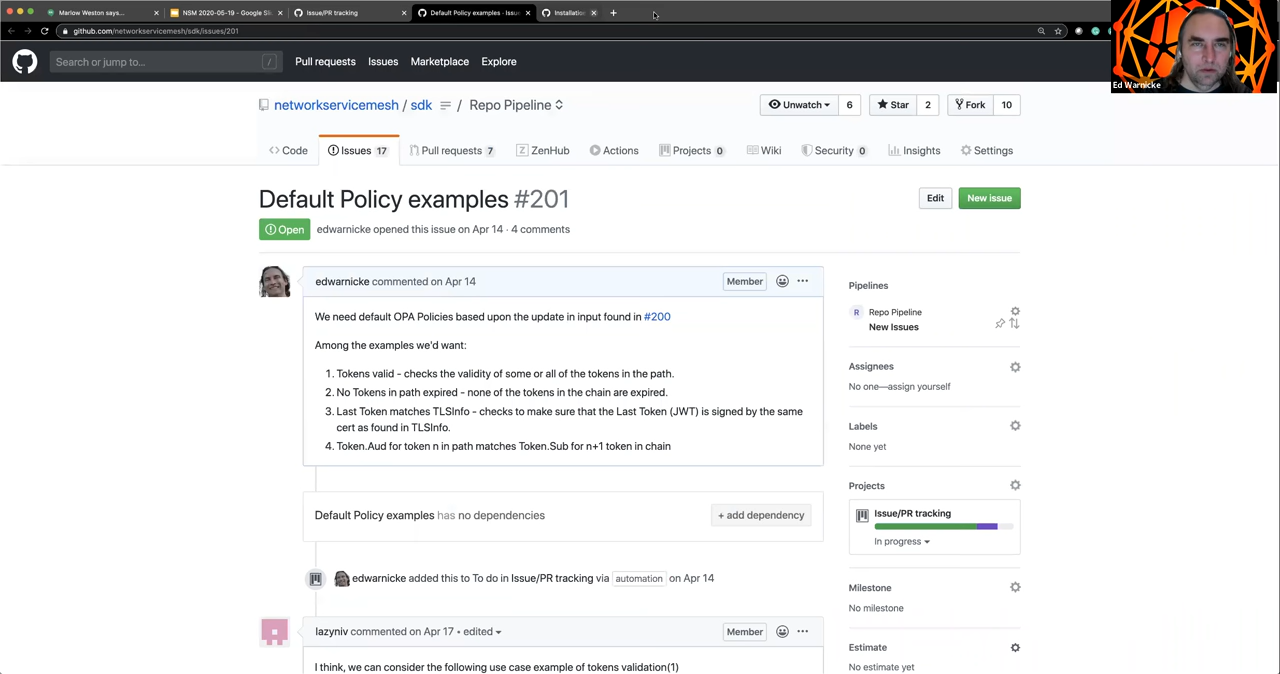 Marlow Weston says...
NSM 2020-05-19 - Google Sli
Issue/PR tracking
Default Policy examples · Issu
Installatio
github.com/networkservicemesh/sdk/issues/201
Search or jump to...
/
Pull requests
Issues
Marketplace
Explore
Ed Warnicke
networkservicemesh / sdk
/ Repo Pipeline
Unwatch
6
Star
2
Fork
10
Code
Issues 17
Pull requests 7
Z ZenHub
Actions
Projects 0
Wiki
Security 0
Insights
Settings
Default Policy examples #201
Edit
New issue
Open
edwarnicke opened this issue on Apr 14 · 4 comments
edwarnicke commented on Apr 14
Member
We need default OPA Policies based upon the update in input found in #200
Among the examples we'd want:
1. Tokens valid - checks the validity of some or all of the tokens in the path.
2. No Tokens in path expired - none of the tokens in the chain are expired.
3. Last Token matches TLSInfo - checks to make sure that the Last Token (JWT) is signed by the same
cert as found in TLSInfo.
4. Token.Aud for token n in path matches Token.Sub for n+1 token in chain
Default Policy examples has no dependencies
+ add dependency
edwarnicke added this to To do in Issue/PR tracking via automation on Apr 14
lazyniv commented on Apr 17 • edited
Member
I think, we can consider the following use case example of tokens validation(1)
Pipelines
R
Repo Pipeline
New Issues
Assignees
No one—assign yourself
Labels
None yet
Projects
Issue/PR tracking
In progress
Milestone
No milestone
Estimate
No estimate yet